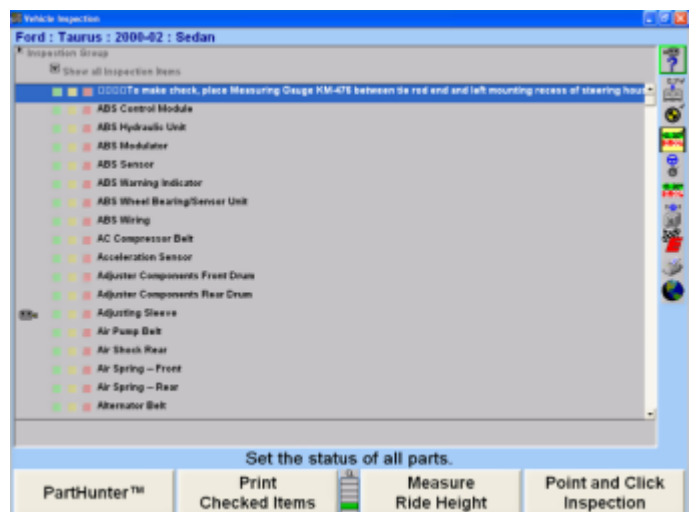 Vehicle Inspection
Ford : Taurus : 2000-02 : Sedan
Inspection Group
Show all Inspection Items
To make check, place Measuring Gauge KM-476 between tie rod end and left mounting recess of steering hous
ABS Control Module
ABS Hydraulic Unit
ABS Modulator
ABS Sensor
ABS Warning Indicator
ABS Wheel Bearing/Sensor Unit
ABS Wiring
AC Compressor Belt
Acceleration Sensor
Adjuster Components Front Drum
Adjuster Components Rear Drum
Adjusting Sleeve
Air Pump Belt
Air Shock Rear
Air Spring – Front
Air Spring – Rear
Alternator Belt
Set the status of all parts.
PartHunter™
Print
Checked Items
Measure
Ride Height
Point and Click
Inspection